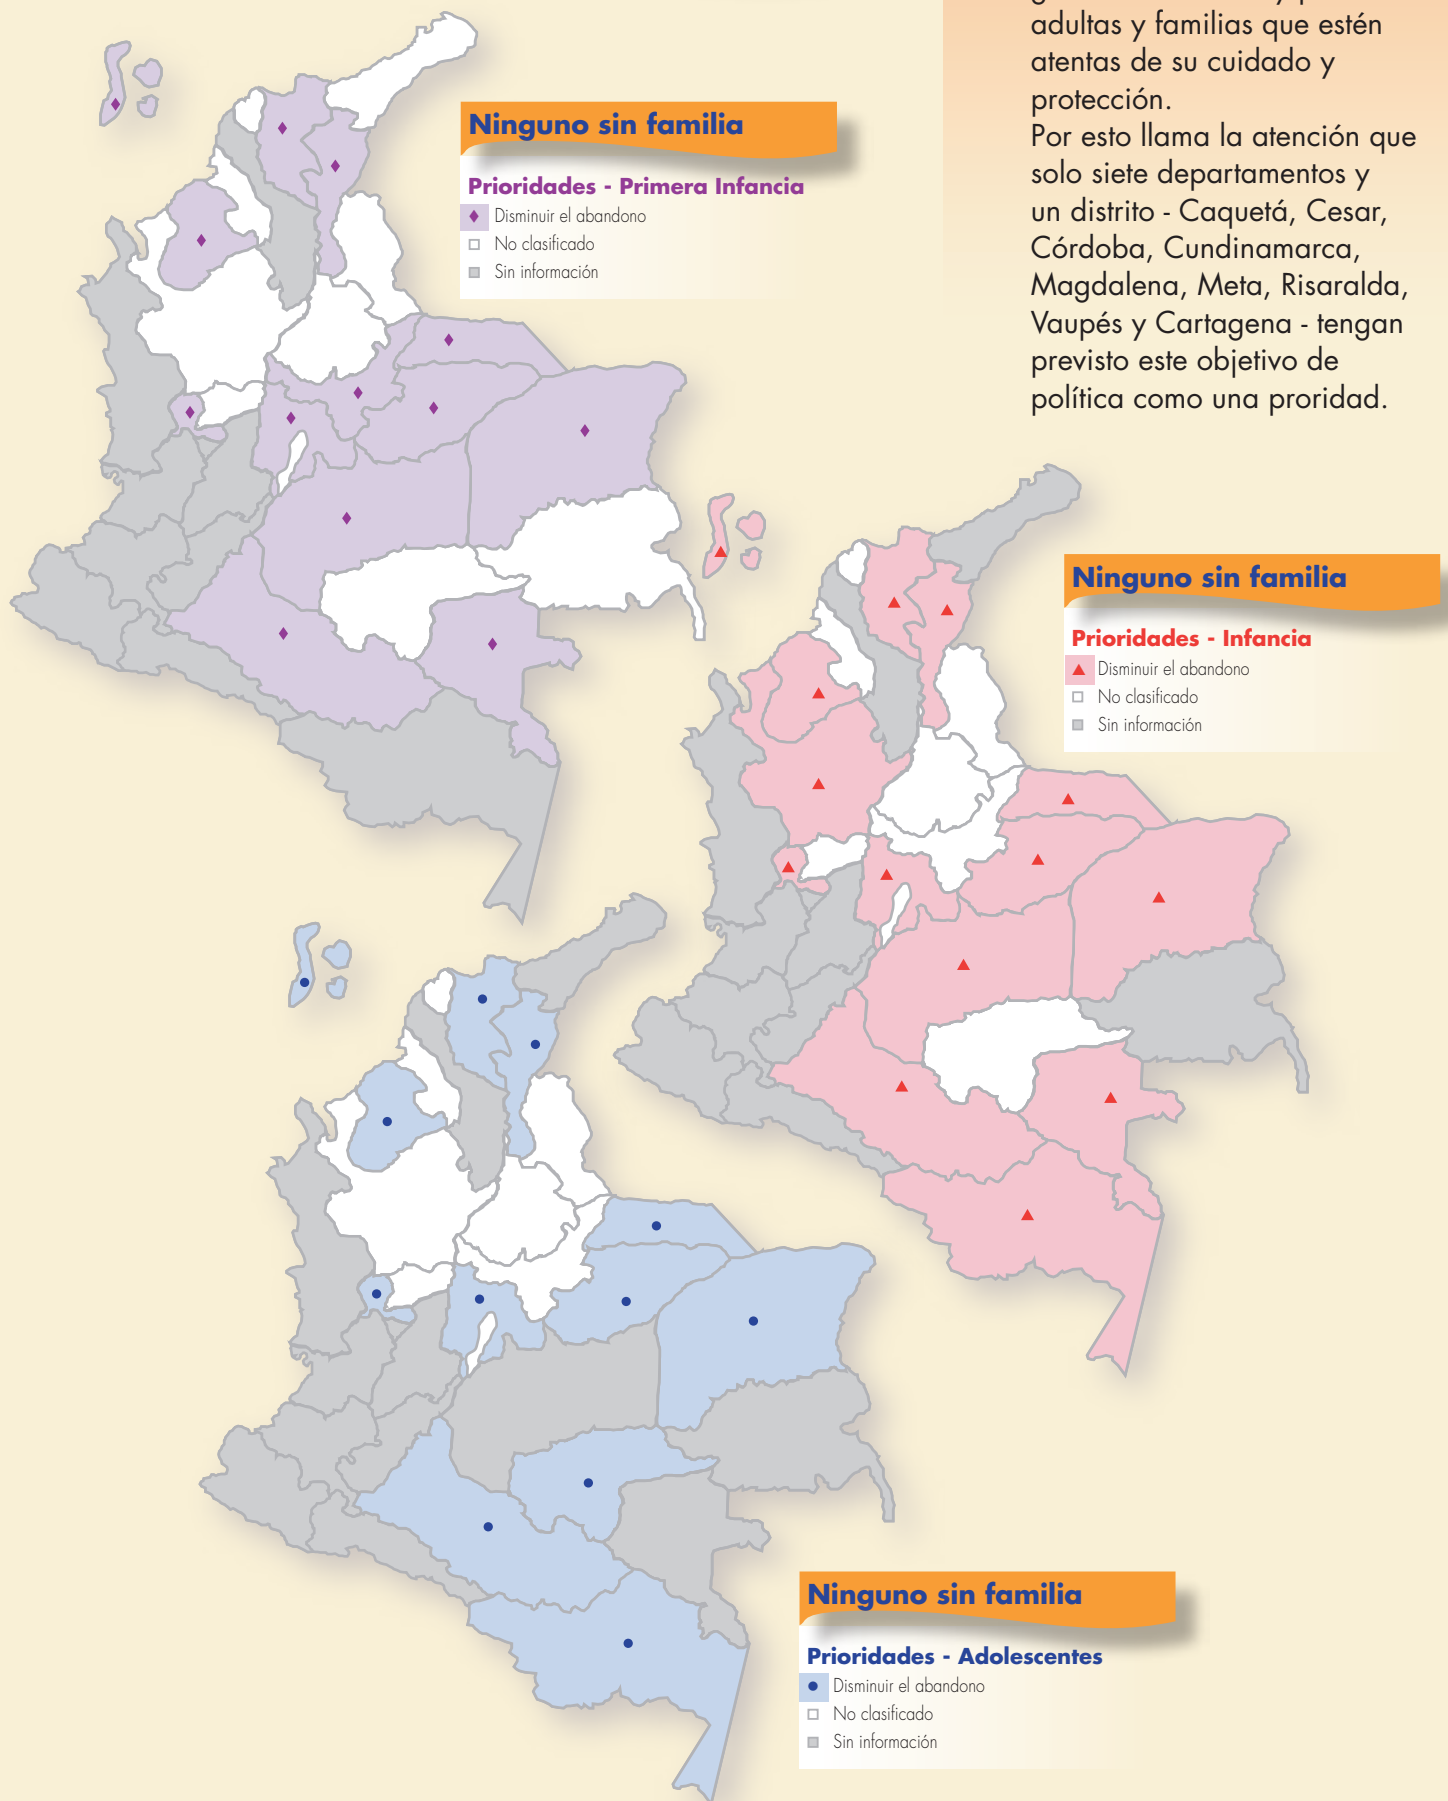 adultas y familias que estén
atentas de su cuidado y
protección.
Por esto llama la atención que
solo siete departamentos y
un distrito - Caquetá, Cesar,
Córdoba, Cundinamarca,
Magdalena, Meta, Risaralda,
Vaupés y Cartagena - tengan
previsto este objetivo de
política como una proridad.
Ninguno sin familia
Prioridades - Primera Infancia
Disminuir el abandono
No clasificado
Sin información
Ninguno sin familia
Prioridades - Infancia
Disminuir el abandono
No clasificado
Sin información
Ninguno sin familia
Prioridades - Adolescentes
Disminuir el abandono
No clasificado
Sin información